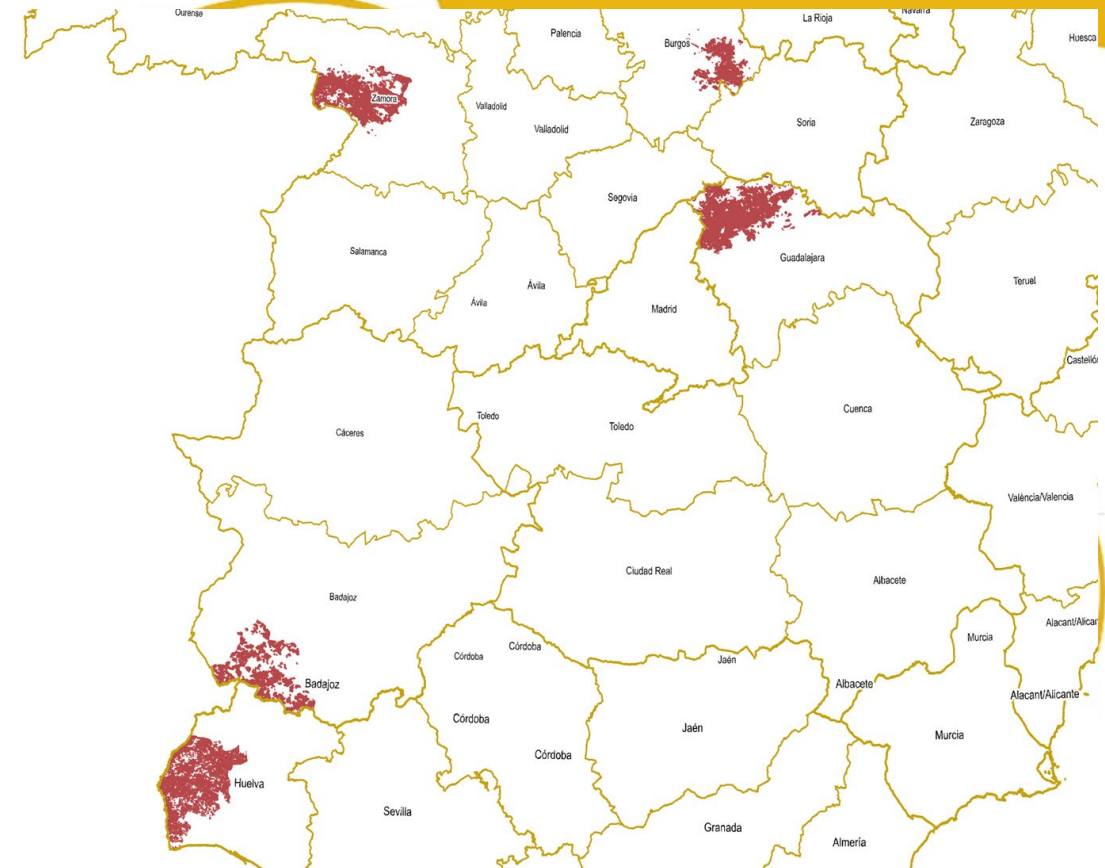 Ourense
La Rioja
Navarra
Palencia
Huesca
Burgos
Zamora
Valladolid
Valladolid
Soria
Zaragoza
Segovia
Salamanca
Guadalajara
Teruel
Ávila
Ávila
Madrid
Castelló
Cuenca
Toledo
Toledo
Cáceres
València/Valencia
Ciudad Real
Albacete
Badajoz
Alacant/Alicar
Murcia
Córdoba
Córdoba
Jaén
Badajoz
Albacete
Alacant/Alicante
Córdoba
Jaén
Murcia
Córdoba
Huelva
Sevilla
Granada
Almería